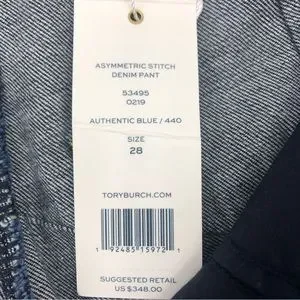 ASYMMETRIC STITCH
DENIM PANT
53495
0219
AUTHENTIC BLUE / 440
SIZE
28
TORYBURCH.COM
1 92485 15972 1
SUGGESTED RETAIL
US $348.00